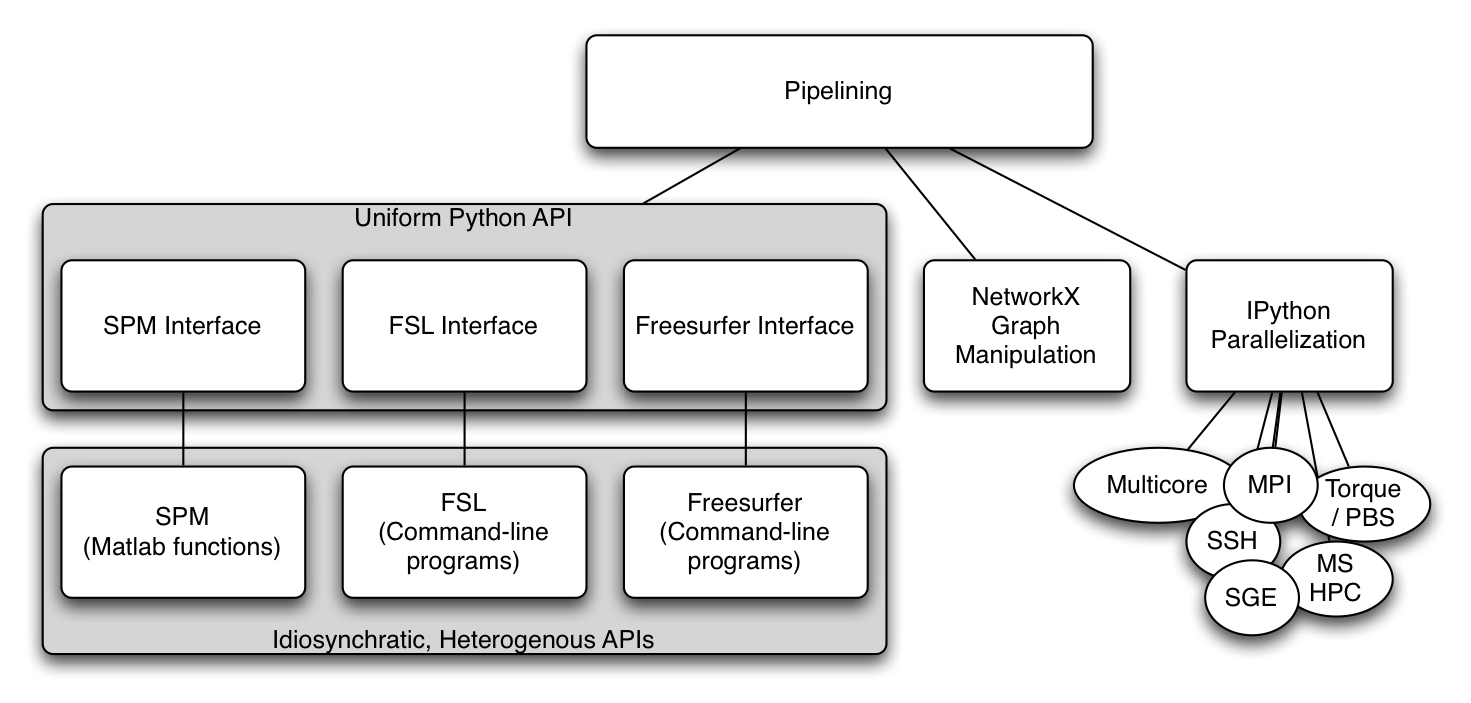 Pipelining
Uniform Python API
SPM Interface
FSL Interface
Freesurfer Interface
NetworkX
Graph
Manipulation
IPython
Parallelization
SPM
(Matlab functions)
FSL
(Command-line
programs)
Freesurfer
(Command-line
programs)
Idiosynchratic, Heterogenous APIs
Multicore
MPI
Torque
/ PBS
SSH
MS
HPC
SGE